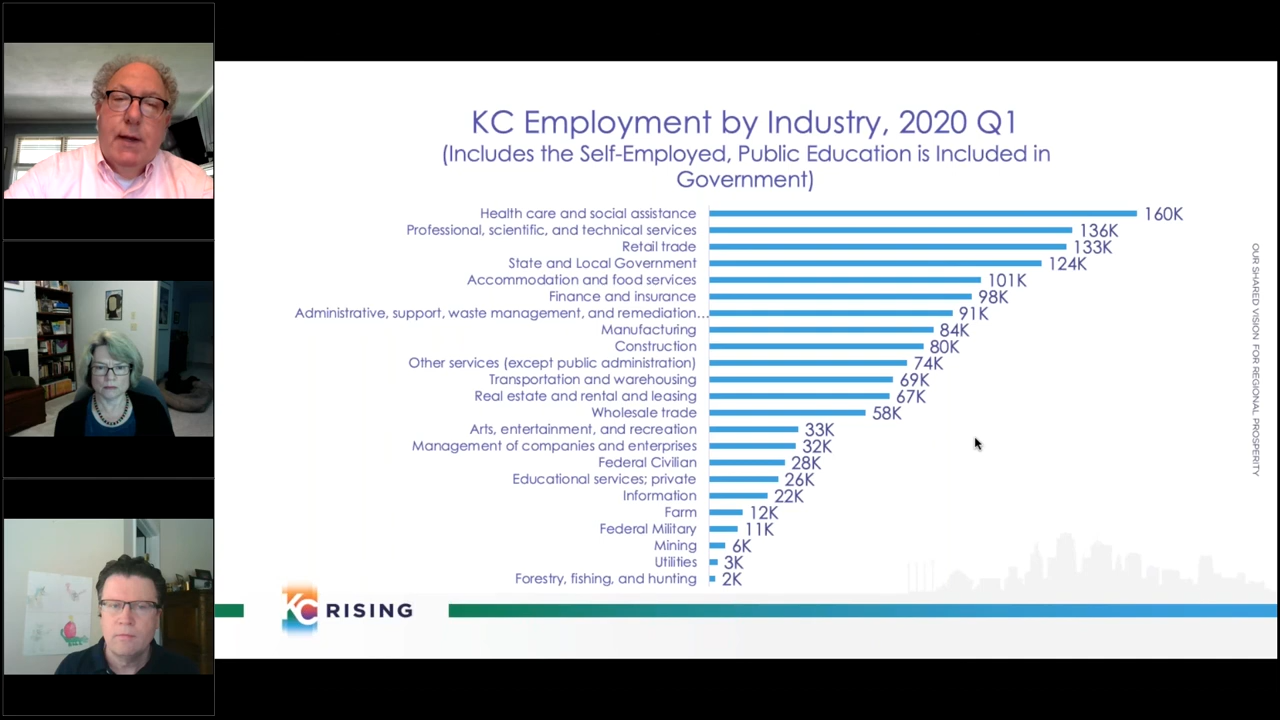 KC Employment by Industry, 2020 Q1
(Includes the Self-Employed, Public Education is Included in
Government)
Health care and social assistance 160K
Professional, scientific, and technical services 136K
Retail trade 133K
State and Local Government 124K
Accommodation and food services 101K
Finance and insurance 98K
Administrative, support, waste management, and remediation... 91K
Manufacturing 84K
Construction 80K
Other services (except public administration) 74K
Transportation and warehousing 69K
Real estate and rental and leasing 67K
Wholesale trade 58K
Arts, entertainment, and recreation 33K
Management of companies and enterprises 32K
Federal Civilian 28K
Educational services; private 26K
Information 22K
Farm 12K
Federal Military 11K
Mining 6K
Utilities 3K
Forestry, fishing, and hunting 2K
OUR SHARED VISION FOR REGIONAL PROSPERITY
KC RISING